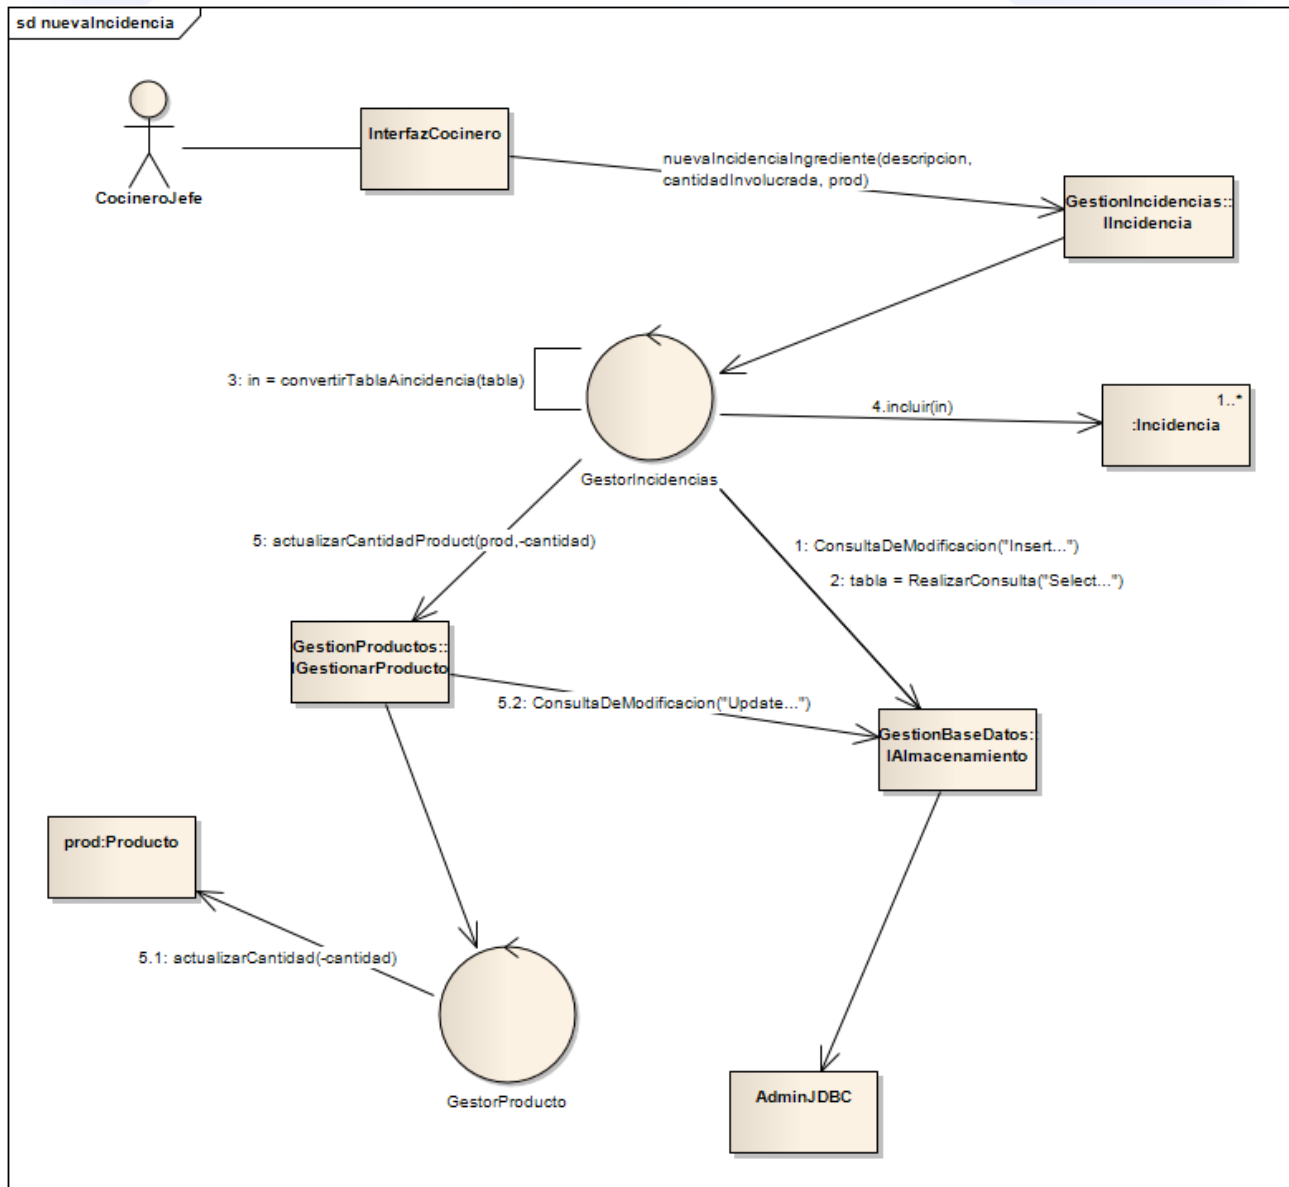 sd nuevaIncidencia
CocineroJefe
InterfazCocinero
nuevaIncidenciaIngrediente(descripcion,
cantidadInvolucrada, prod)
GestionIncidencias::
IIncidencia
3: in = convertirTablaAincidencia(tabla)
GestorIncidencias
4.incluir(in)
1..*
:Incidencia
5: actualizarCantidadProduct(prod,-cantidad)
1: ConsultaDeModificacion("Insert...")
2: tabla = RealizarConsulta("Select...")
GestionProductos::
IGestionarProducto
5.2: ConsultaDeModificacion("Update...")
GestionBaseDatos::
IAlmacenamiento
prod:Producto
5.1: actualizarCantidad(-cantidad)
GestorProducto
AdminJDBC